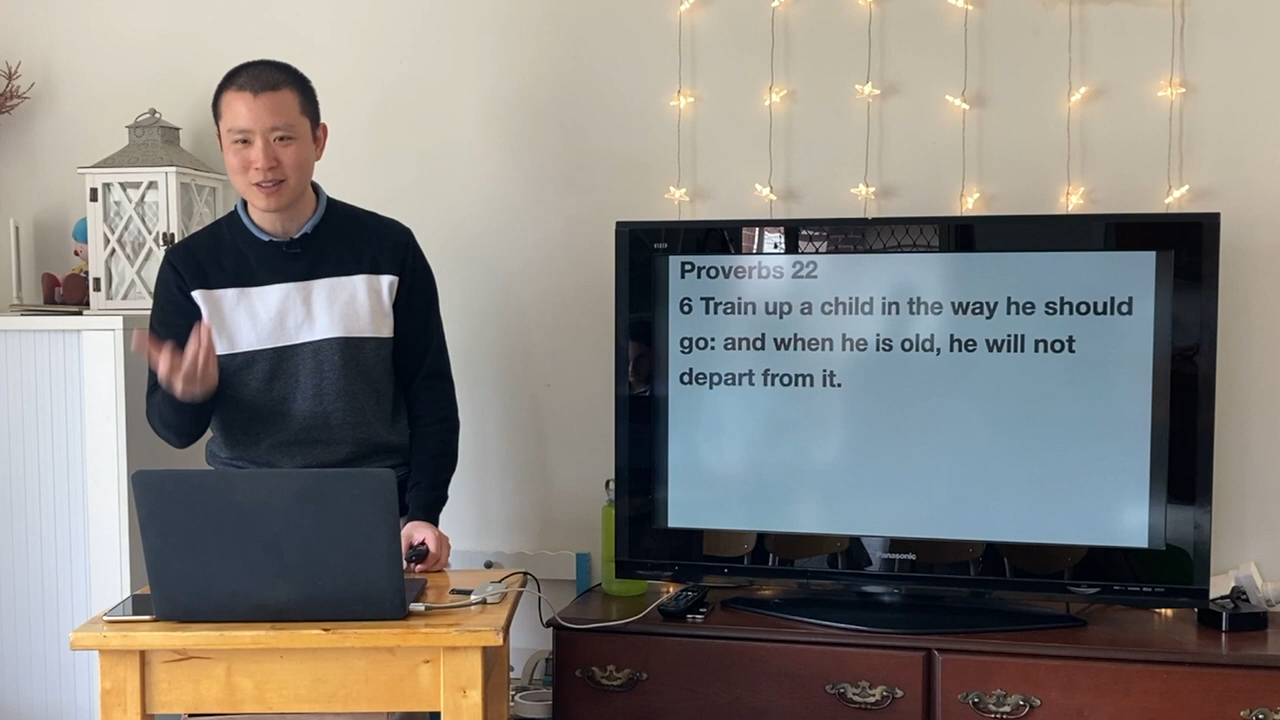 Proverbs 22
6 Train up a child in the way he should
go: and when he is old, he will not
depart from it.
Panasonic